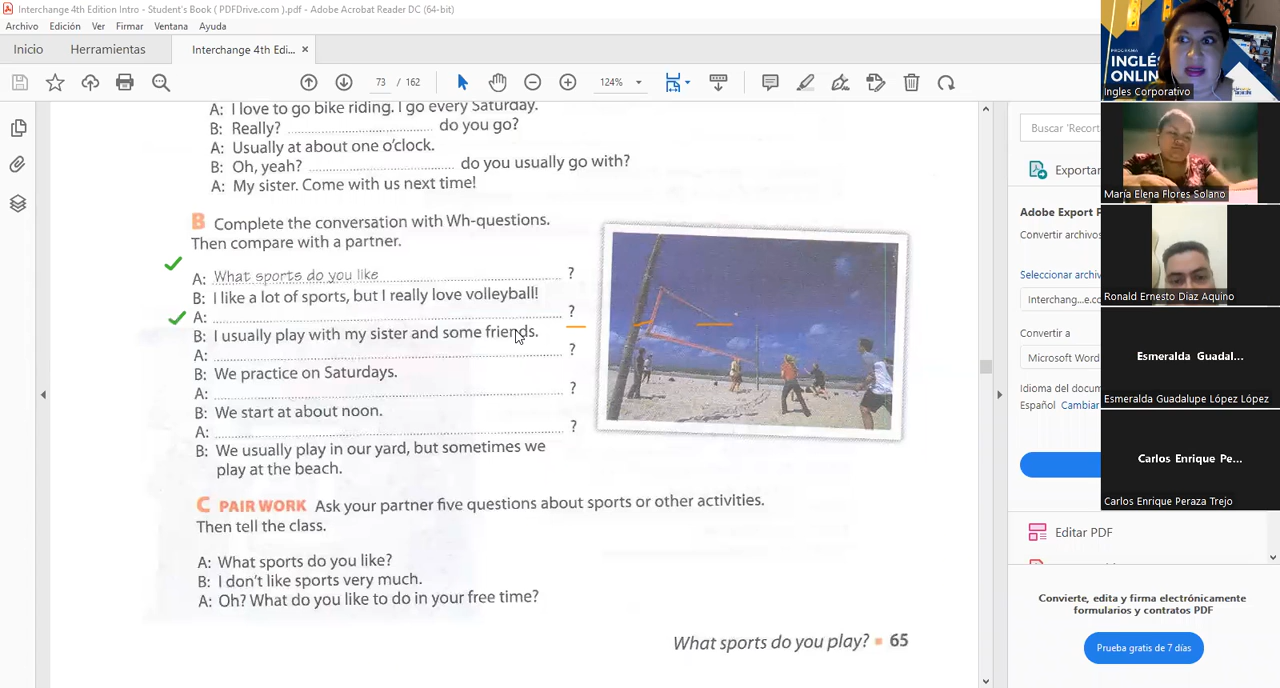 Interchange 4th Edition Intro - Student's Book ( PDFDrive.com ).pdf - Adobe Acrobat Reader DC (64-bit)
Archivo Edición Ver Firmar Ventana Ayuda
Inicio Herramientas Interchange 4th Edi... ×
73 / 162 124%
A: I love to go bike riding. I go every Saturday.
B: Really? do you go?
A: Usually at about one o'clock.
B: Oh, yeah? do you usually go with?
A: My sister. Come with us next time!
B Complete the conversation with Wh-questions.
Then compare with a partner.
A: What sports do you like ?
B: I like a lot of sports, but I really love volleyball!
A: ?
B: I usually play with my sister and some friends.
A: ?
B: We practice on Saturdays.
A: ?
B: We start at about noon.
A: ?
B: We usually play in our yard, but sometimes we
play at the beach.
C PAIR WORK Ask your partner five questions about sports or other activities.
Then tell the class.
A: What sports do you like?
B: I don't like sports very much.
A: Oh? What do you like to do in your free time?
What sports do you play? 65
Buscar 'Recort
Exportar
Adobe Export P
Convertir archivos
Seleccionar archiv
Interchang...e.co
Convertir a
Microsoft Word
Idioma del docum
Español Cambiar
Editar PDF
Convierte, edita y firma electrónicamente
formularios y contratos PDF
Prueba gratis de 7 días
PROGRAMA
INGLÉS
ONLINE
Ingles Corporativo
María Elena Flores Solano
Ronald Ernesto Diaz Aquino
Esmeralda Guadal...
Esmeralda Guadalupe López López
Carlos Enrique Pe...
Carlos Enrique Peraza Trejo